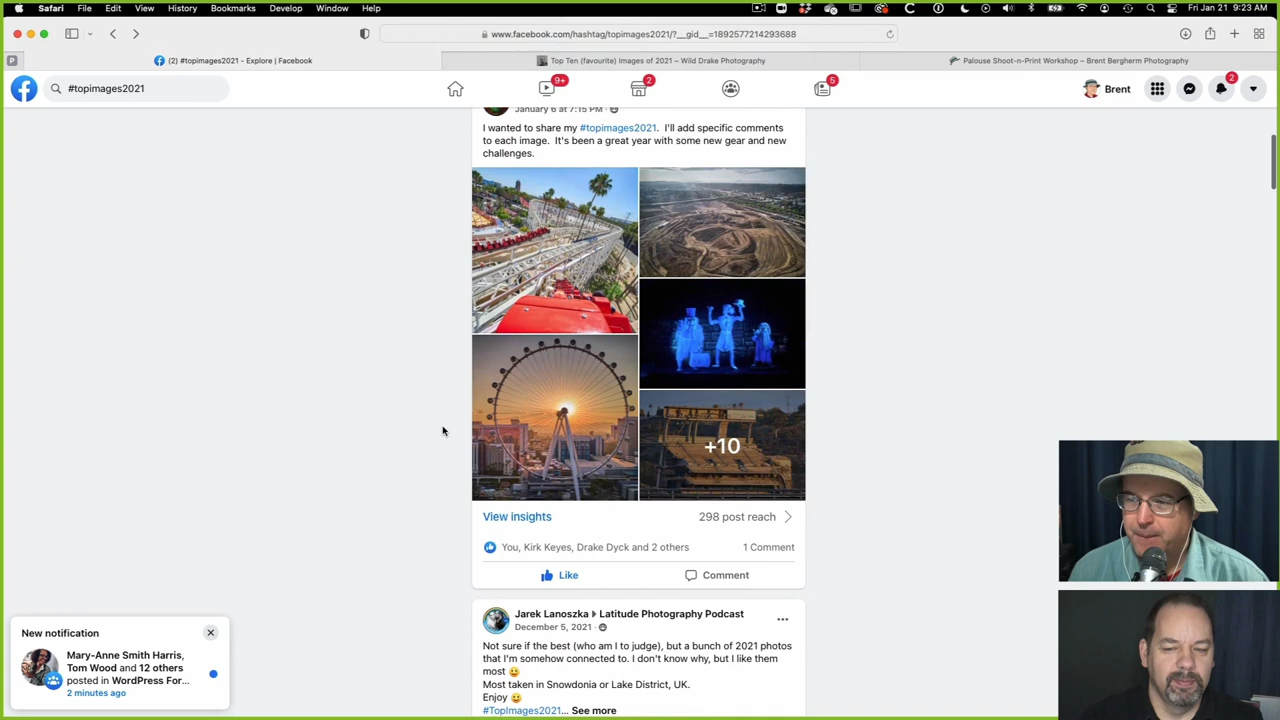 Safari File Edit View History Bookmarks Develop Window Help
Fri Jan 21 9:23 AM
www.facebook.com/hashtag/topimages2021/?__gid__=1892577214293688
P
(2) #topimages2021 - Explore | Facebook
Top Ten (favourite) Images of 2021 – Wild Drake Photography
Palouse Shoot-n-Print Workshop – Brent Bergherm Photography
#topimages2021
9+
2
5
Brent
2
January 6 at 7:15 PM ·
I wanted to share my #topimages2021. I'll add specific comments
to each image. It's been a great year with some new gear and new
challenges.
+10
View insights
298 post reach
You, Kirk Keyes, Drake Dyck and 2 others
1 Comment
Like
Comment
Jarek Lanoszka ▸ Latitude Photography Podcast
December 5, 2021 ·
Not sure if the best (who am I to judge), but a bunch of 2021 photos
that I'm somehow connected to. I don't know why, but I like them
most 😀
Most taken in Snowdonia or Lake District, UK.
Enjoy 😀
#TopImages2021... See more
New notification
Mary-Anne Smith Harris,
Tom Wood and 12 others
posted in WordPress For...
2 minutes ago